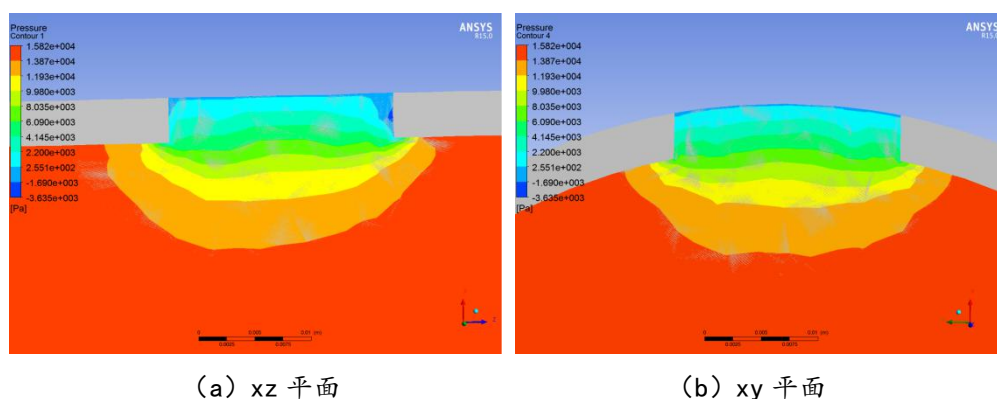 Pressure
Contour 1
1.582e+004
1.387e+004
1.193e+004
9.980e+003
8.035e+003
6.090e+003
4.145e+003
2.200e+003
2.551e+002
-1.690e+003
-3.635e+003
[Pa]
ANSYS
R15.0
0
0.005
0.01 (m)
0.0025
0.0075
Z
(a) xz 平面
Pressure
Contour 4
1.582e+004
1.387e+004
1.193e+004
9.980e+003
8.035e+003
6.090e+003
4.145e+003
2.200e+003
2.551e+002
-1.690e+003
-3.635e+003
[Pa]
ANSYS
R15.0
0
0.005
0.01 (m)
0.0025
0.0075
(b) xy 平面